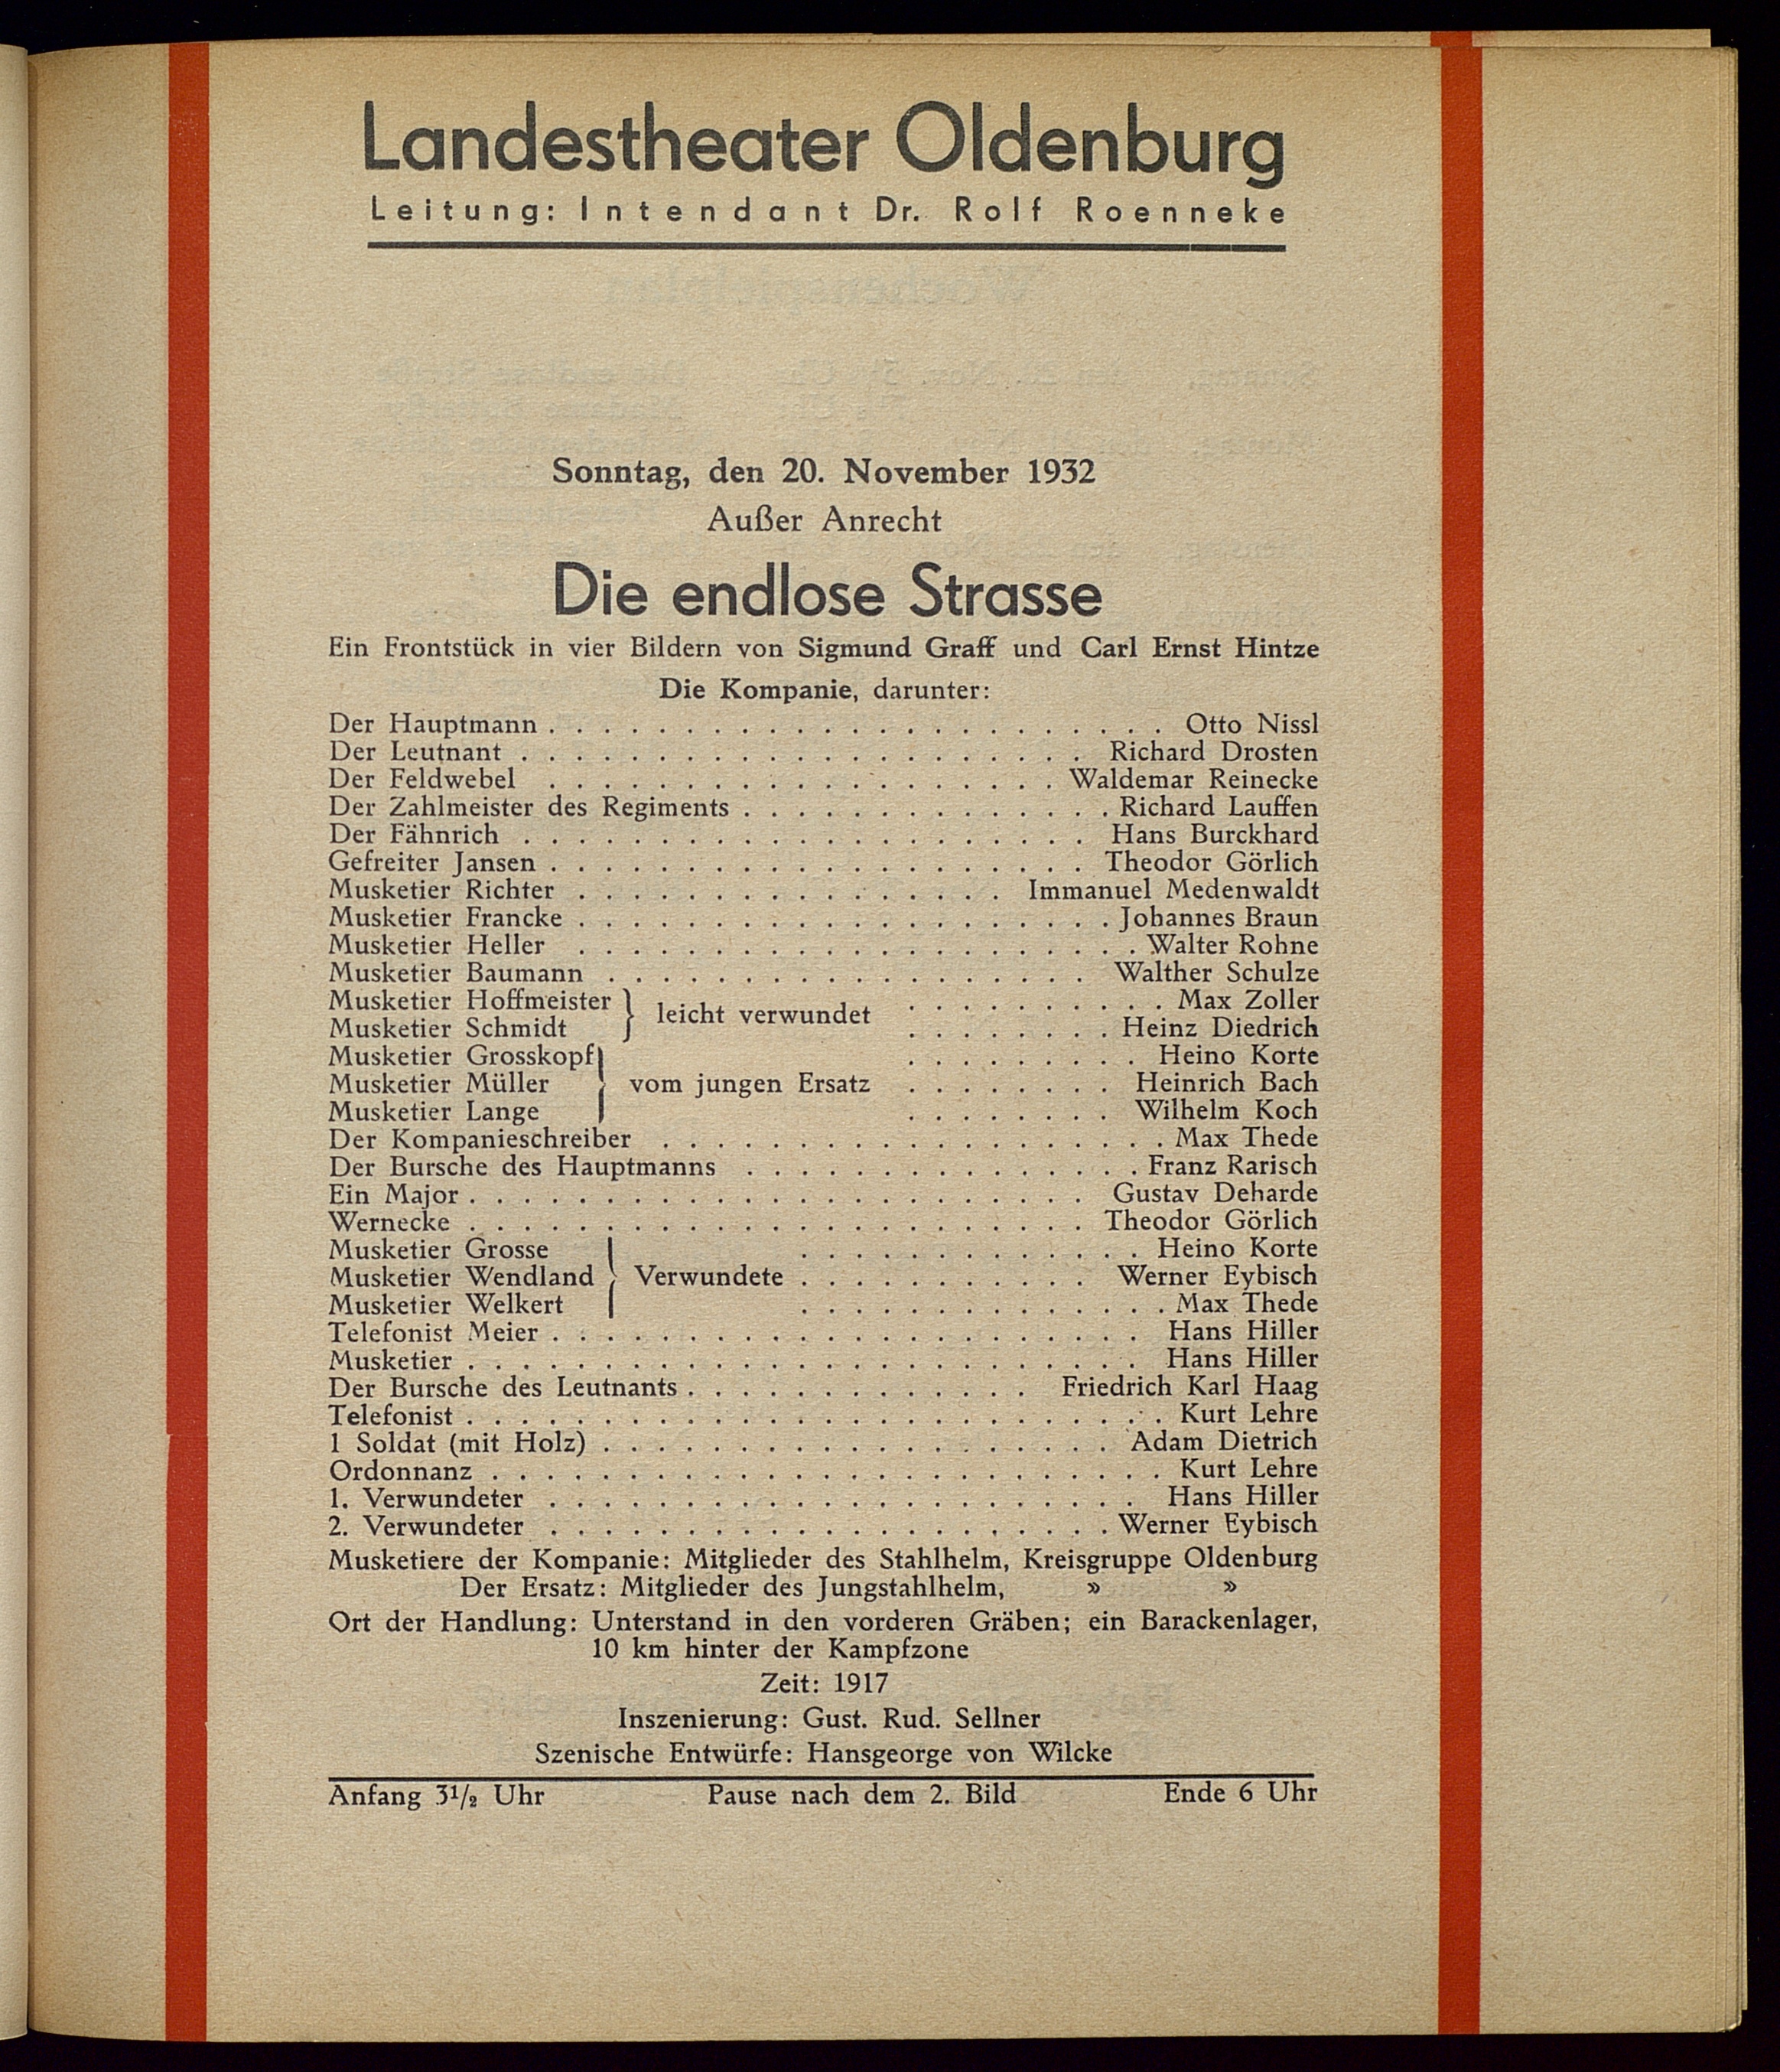 Landestheater Oldenburg
Leitung: Intendant Dr. Rolf Roenneke
Sonntag, den 20. November 1932
Außer Anrecht
Die endlose Strasse
Ein Frontstück in vier Bildern von Sigmund Graff und Carl Ernst Hintze
Die Kompanie, darunter:
Der Hauptmann . . . . . . . . . . Otto Nissl
Der Leutnant . . . . . . . . . . Richard Drosten
Der Feldwebel . . . . . . . . . . Waldemar Reinecke
Der Zahlmeister des Regiments . . . . . . . . . . Richard Lauffen
Der Fähnrich . . . . . . . . . . Hans Burckhard
Gefreiter Jansen . . . . . . . . . . Theodor Görlich
Musketier Richter . . . . . . . . . . Immanuel Medenwaldt
Musketier Francke . . . . . . . . . . Johannes Braun
Musketier Heller . . . . . . . . . . Walter Rohne
Musketier Baumann . . . . . . . . . . Walther Schulze
Musketier Hoffmeister } leicht verwundet . . . . . . . . . . Max Zoller
Musketier Schmidt . . . . . . . . Heinz Diedrich
Musketier Grosskopf . . . . . . . . . Heino Korte
Musketier Müller } vom jungen Ersatz . . . . . . . . Heinrich Bach
Musketier Lange . . . . . . . . Wilhelm Koch
Der Kompanieschreiber . . . . . . . . . . Max Thede
Der Bursche des Hauptmanns . . . . . . . . . . Franz Rarisch
Ein Major . . . . . . . . . . Gustav Deharde
Wernecke . . . . . . . . . . Theodor Görlich
Musketier Grosse . . . . . . . . . . Heino Korte
Musketier Wendland } Verwundete . . . . . . . . . . Werner Eybisch
Musketier Welkert . . . . . . . . . . Max Thede
Telefonist Meier . . . . . . . . . . Hans Hiller
Musketier . . . . . . . . . . Hans Hiller
Der Bursche des Leutnants . . . . . . . . . . Friedrich Karl Haag
Telefonist . . . . . . . . . . Kurt Lehre
1 Soldat (mit Holz) . . . . . . . . . . Adam Dietrich
Ordonnanz . . . . . . . . . . Kurt Lehre
1. Verwundeter . . . . . . . . . . Hans Hiller
2. Verwundeter . . . . . . . . . . Werner Eybisch
Musketiere der Kompanie: Mitglieder des Stahlhelm, Kreisgruppe Oldenburg
Der Ersatz: Mitglieder des Jungstahlhelm, » »
Ort der Handlung: Unterstand in den vorderen Gräben; ein Barackenlager,
10 km hinter der Kampfzone
Zeit: 1917
Inszenierung: Gust. Rud. Sellner
Szenische Entwürfe: Hansgeorge von Wilcke
Anfang 3½ Uhr Pause nach dem 2. Bild Ende 6 Uhr